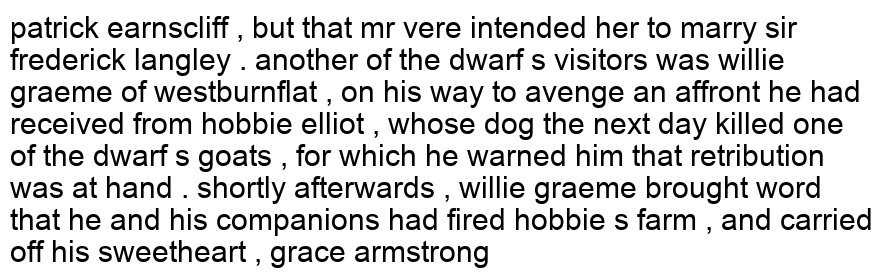 patrick earnscliff , but that mr vere intended her to marry sir
frederick langley . another of the dwarf s visitors was willie
graeme of westburnflat , on his way to avenge an affront he had
received from hobbie elliot , whose dog the next day killed one
of the dwarf s goats , for which he warned him that retribution
was at hand . shortly afterwards , willie graeme brought word
that he and his companions had fired hobbie s farm , and carried
off his sweetheart , grace armstrong